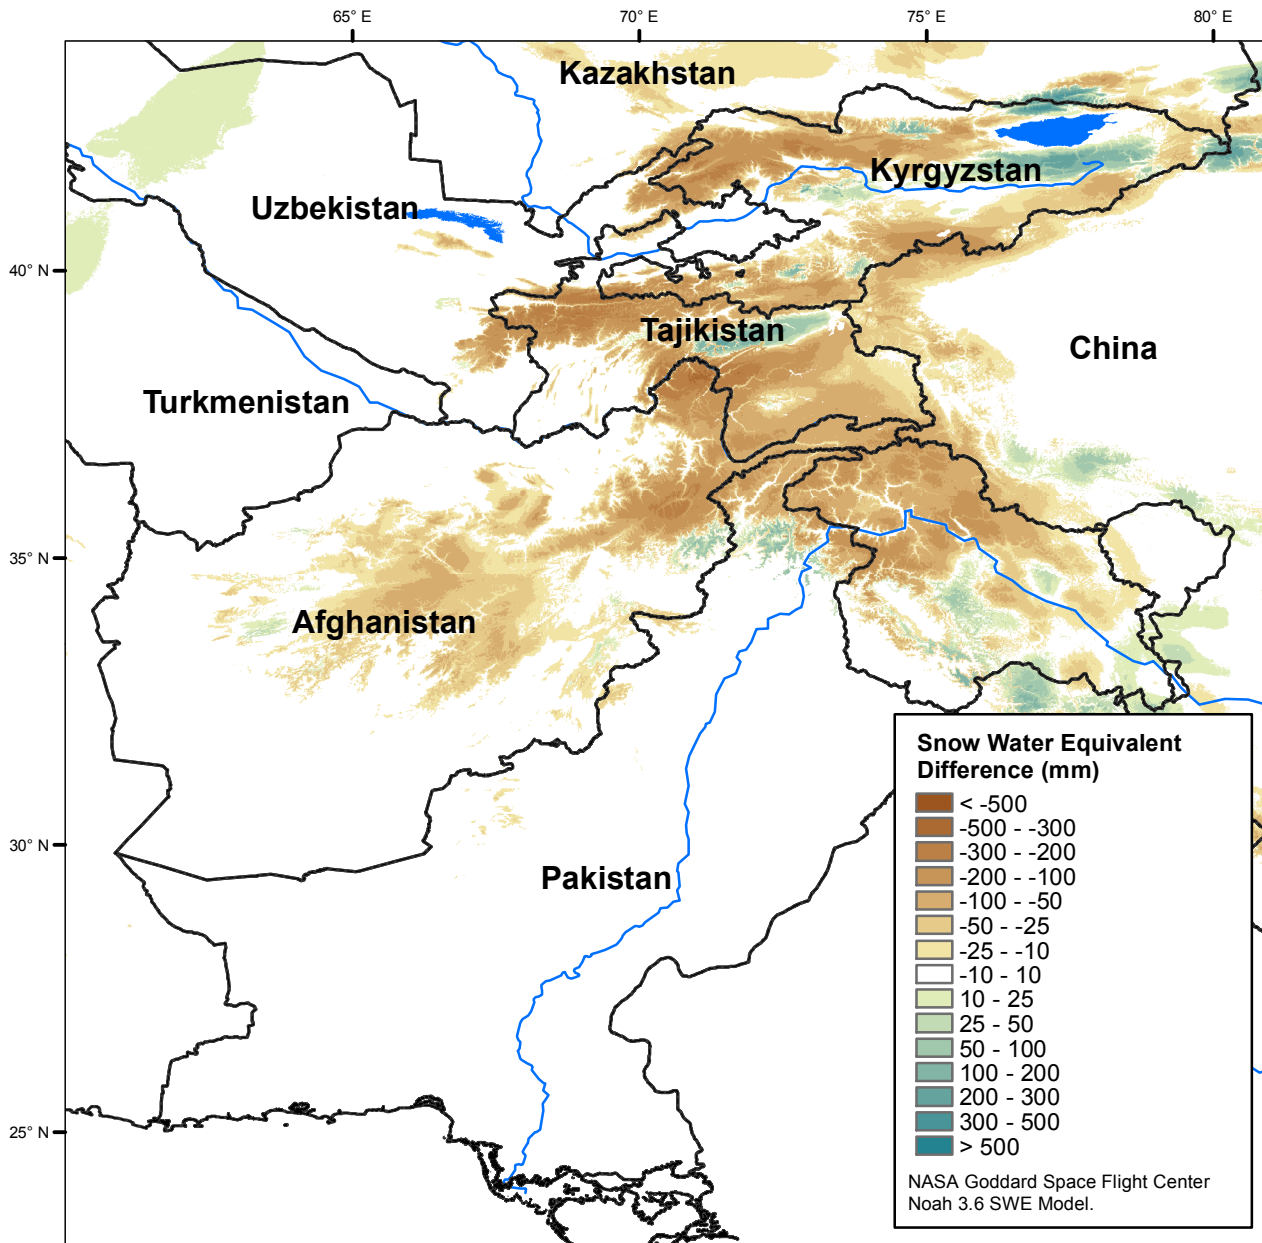 65° E
70° E
75° E
80° E
Kazakhstan
Kyrgyzstan
Uzbekistan
40° N
Tajikistan
China
Turkmenistan
35° N
Afghanistan
30° N
Pakistan
25° N
Snow Water Equivalent
Difference (mm)
< -500
-500 - -300
-300 - -200
-200 - -100
-100 - -50
-50 - -25
-25 - -10
-10 - 10
10 - 25
25 - 50
50 - 100
100 - 200
200 - 300
300 - 500
> 500
NASA Goddard Space Flight Center
Noah 3.6 SWE Model.